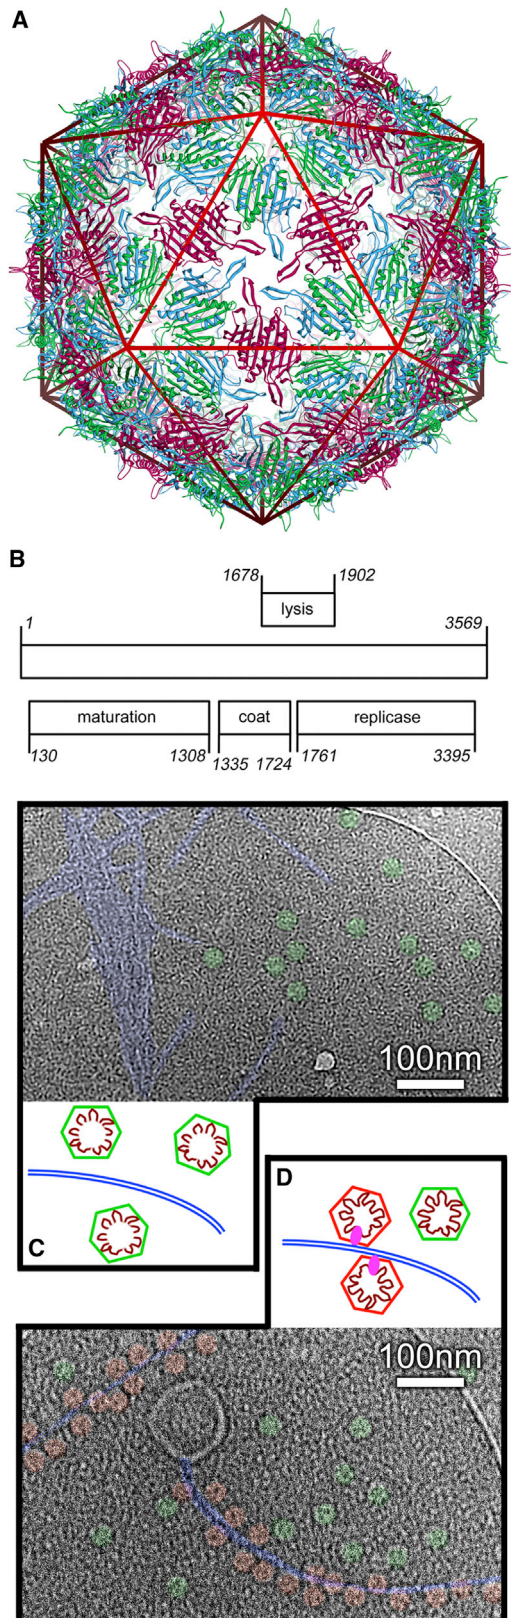 A
B
1678 1902
lysis
1 3569
maturation coat replicase
130 1308 1335 1724 1761 3395
100nm
D
C
100nm